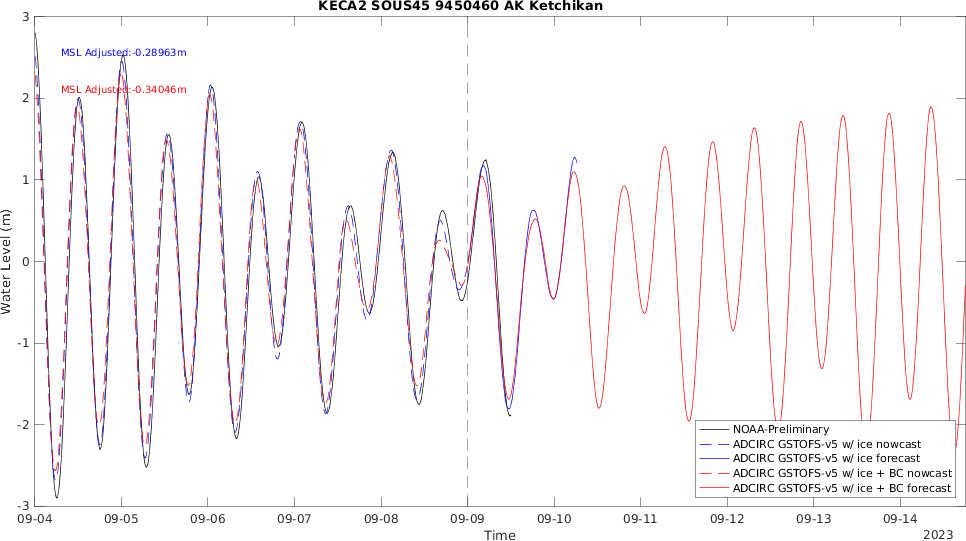 KECA2 SOUS45 9450460 AK Ketchikan
MSL Adjusted:-0.28963m
MSL Adjusted:-0.34046m
Water Level (m)
3
2
1
0
-1
-2
-3
NOAA-Preliminary
ADCIRC GSTOFS-v5 w/ ice nowcast
ADCIRC GSTOFS-v5 w/ ice forecast
ADCIRC GSTOFS-v5 w/ ice + BC nowcast
ADCIRC GSTOFS-v5 w/ ice + BC forecast
09-04 09-05 09-06 09-07 09-08 09-09 09-10 09-11 09-12 09-13 09-14
Time
2023